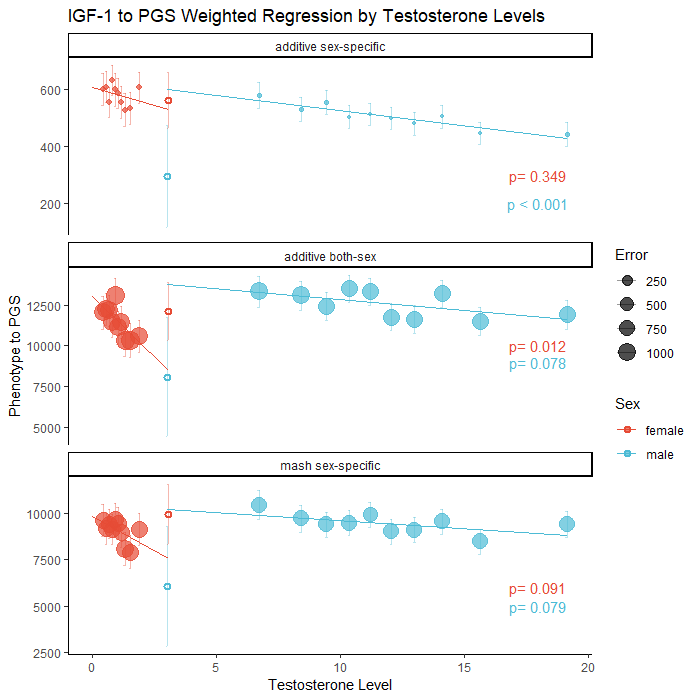 IGF-1 to PGS Weighted Regression by Testosterone Levels
additive sex-specific
600
400
200
p= 0.349
p < 0.001
additive both-sex
12500
10000
7500
5000
p= 0.012
p= 0.078
mash sex-specific
10000
7500
5000
2500
p= 0.091
p= 0.079
0 5 10 15 20
Testosterone Level
Phenotype to PGS
Error
250
500
750
1000
Sex
female
male